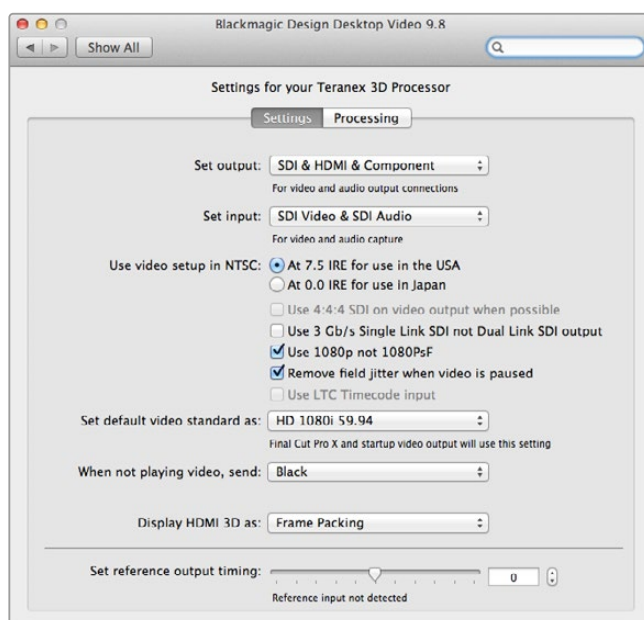 Blackmagic Design Desktop Video 9.8
Show All
Settings for your Teranex 3D Processor
Settings Processing
Set output: SDI & HDMI & Component
For video and audio output connections
Set input: SDI Video & SDI Audio
For video and audio capture
Use video setup in NTSC: At 7.5 IRE for use in the USA
At 0.0 IRE for use in Japan
Use 4:4:4 SDI on video output when possible
Use 3 Gb/s Single Link SDI not Dual Link SDI output
Use 1080p not 1080PsF
Remove field jitter when video is paused
Use LTC Timecode input
Set default video standard as: HD 1080i 59.94
Final Cut Pro X and startup video output will use this setting
When not playing video, send: Black
Display HDMI 3D as: Frame Packing
Set reference output timing: 0
Reference input not detected